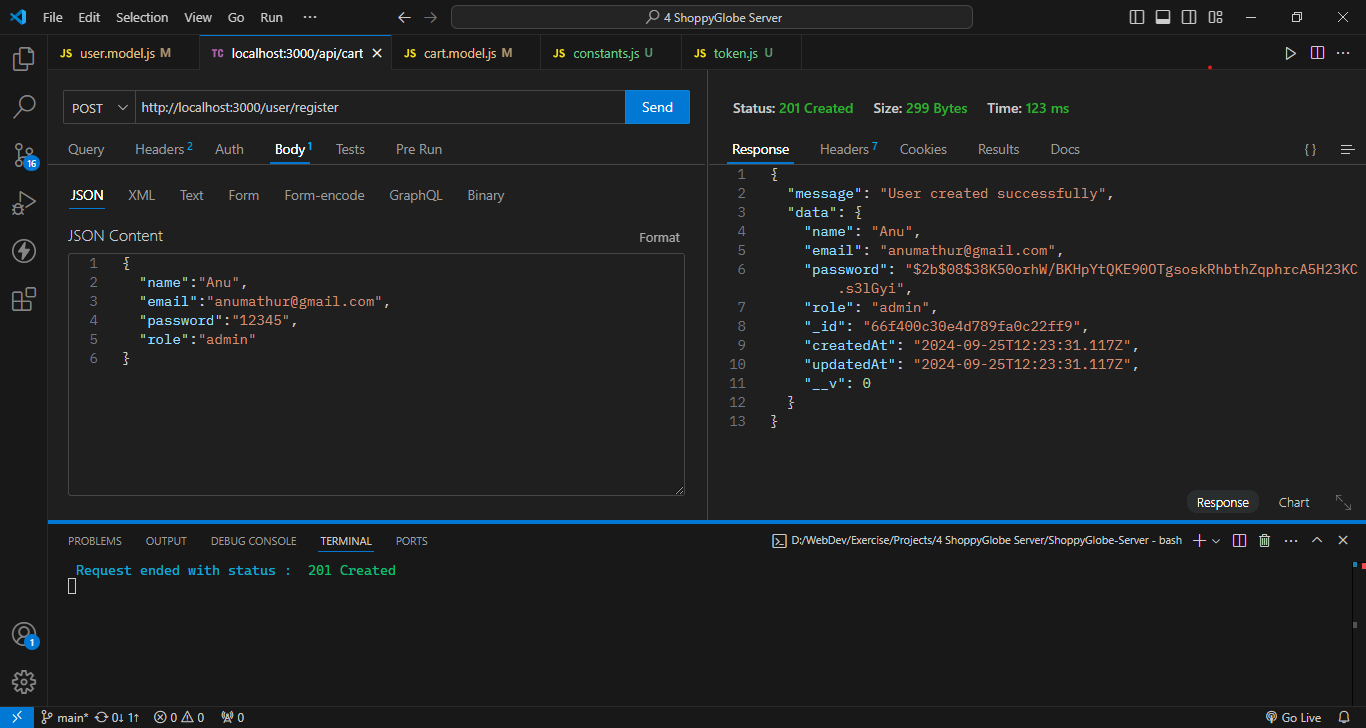 File Edit Selection View Go Run ··· 4 ShoppyGlobe Server
JS user.model.js M TC localhost:3000/api/cart JS cart.model.js M JS constants.js U JS token.js U
POST http://localhost:3000/user/register Send
Query Headers 2 Auth Body 1 Tests Pre Run
JSON XML Text Form Form-encode GraphQL Binary
JSON Content Format
1 {
2 "name":"Anu",
3 "email":"anumathur@gmail.com",
4 "password":"12345",
5 "role":"admin"
6 }
Status: 201 Created Size: 299 Bytes Time: 123 ms
Response Headers 7 Cookies Results Docs { }
1 {
2 "message": "User created successfully",
3 "data": {
4 "name": "Anu",
5 "email": "anumathur@gmail.com",
6 "password": "$2b$08$38K50orhW/BKHpYtQKE90OTgsoskRhbthZqphrcA5H23KC
.s3lGyi",
7 "role": "admin",
8 "_id": "66f400c30e4d789fa0c22ff9",
9 "createdAt": "2024-09-25T12:23:31.117Z",
10 "updatedAt": "2024-09-25T12:23:31.117Z",
11 "__v": 0
12 }
13 }
Response Chart
16
PROBLEMS OUTPUT DEBUG CONSOLE TERMINAL PORTS D:/WebDev/Exercise/Projects/4 ShoppyGlobe Server/ShoppyGlobe-Server - bash
Request ended with status : 201 Created
1
main* 0↓ 1↑ 0 0 0 Go Live